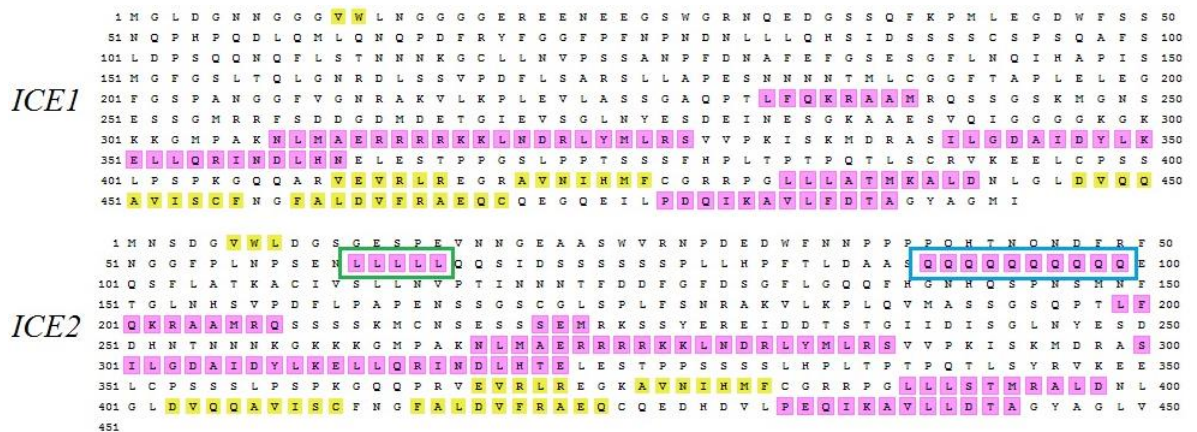 ICE1
1 M G L D G N N G G G V W L N G G G G E R E E N E E G S W G R N Q E D G S S Q F K P M L E G D W F S S 50
51 N Q P H P Q D L Q M L Q N Q P D F R Y F G G F P F N P N D N L L L Q H S I D S S S S C S P S Q A F S 100
101 L D P S Q Q N Q F L S T N N N K G C L L N V P S S A N P F D N A F E F G S E S G F L N Q I H A P I S 150
151 M G F G S L T Q L G N R D L S S V P D F L S A R S L L A P E S N N N N T M L C G G F T A P L E L E G 200
201 F G S P A N G G F V G N R A K V L K P L E V L A S S G A Q P T L F Q K R A A M R Q S S G S K M G N S 250
251 E S S G M R R F S D D G D M D E T G I E V S G L N Y E S D E I N E S G K A A E S V Q I G G G G K G K 300
301 K K G M P A K N L M A E R R R R K K L N D R L Y M L R S V V P K I S K M D R A S I L G D A I D Y L K 350
351 E L L Q R I N D L H N E L E S T P P G S L P P T S S S F H P L T P T P Q T L S C R V K E E L C P S S 400
401 L P S P K G Q Q A R V E V R L R E G R A V N I H M F C G R R P G L L L A T M K A L D N L G L D V Q Q 450
451 A V I S C F N G F A L D V F R A E Q C Q E G Q E I L P D Q I K A V L F D T A G Y A G M I
ICE2
1 M N S D G V W L D G S G E S P E V N N G E A A S W V R N P D E D W F N N P P P P Q H T N Q N D F R F 50
51 N G G F P L N P S E N L L L L L Q Q S I D S S S S S S P L L H P F T L D A A S Q Q Q Q Q Q Q Q Q Q E 100
101 Q S F L A T K A C I V S L L N V P T I N N N T F D D F G F D S G F L G Q Q F H G N H Q S P N S M N F 150
151 T G L N H S V P D F L P A P E N S S G S C G L S P L F S N R A K V L K P L Q V M A S S G S Q P T L F 200
201 Q K R A A M R Q S S S S K M C N S E S S S E M R K S S Y E R E I D D T S T G I I D I S G L N Y E S D 250
251 D H N T N N N K G K K K G M P A K N L M A E R R R R K K L N D R L Y M L R S V V P K I S K M D R A S 300
301 I L G D A I D Y L K E L L Q R I N D L H T E L E S T P P S S S S L H P L T P T P Q T L S Y R V K E E 350
351 L C P S S S L P S P K G Q Q P R V E V R L R E G K A V N I H M F C G R R P G L L L S T M R A L D N L 400
401 G L D V Q Q A V I S C F N G F A L D V F R A E Q C Q E D H D V L P E Q I K A V L L D T A G Y A G L V 450
451